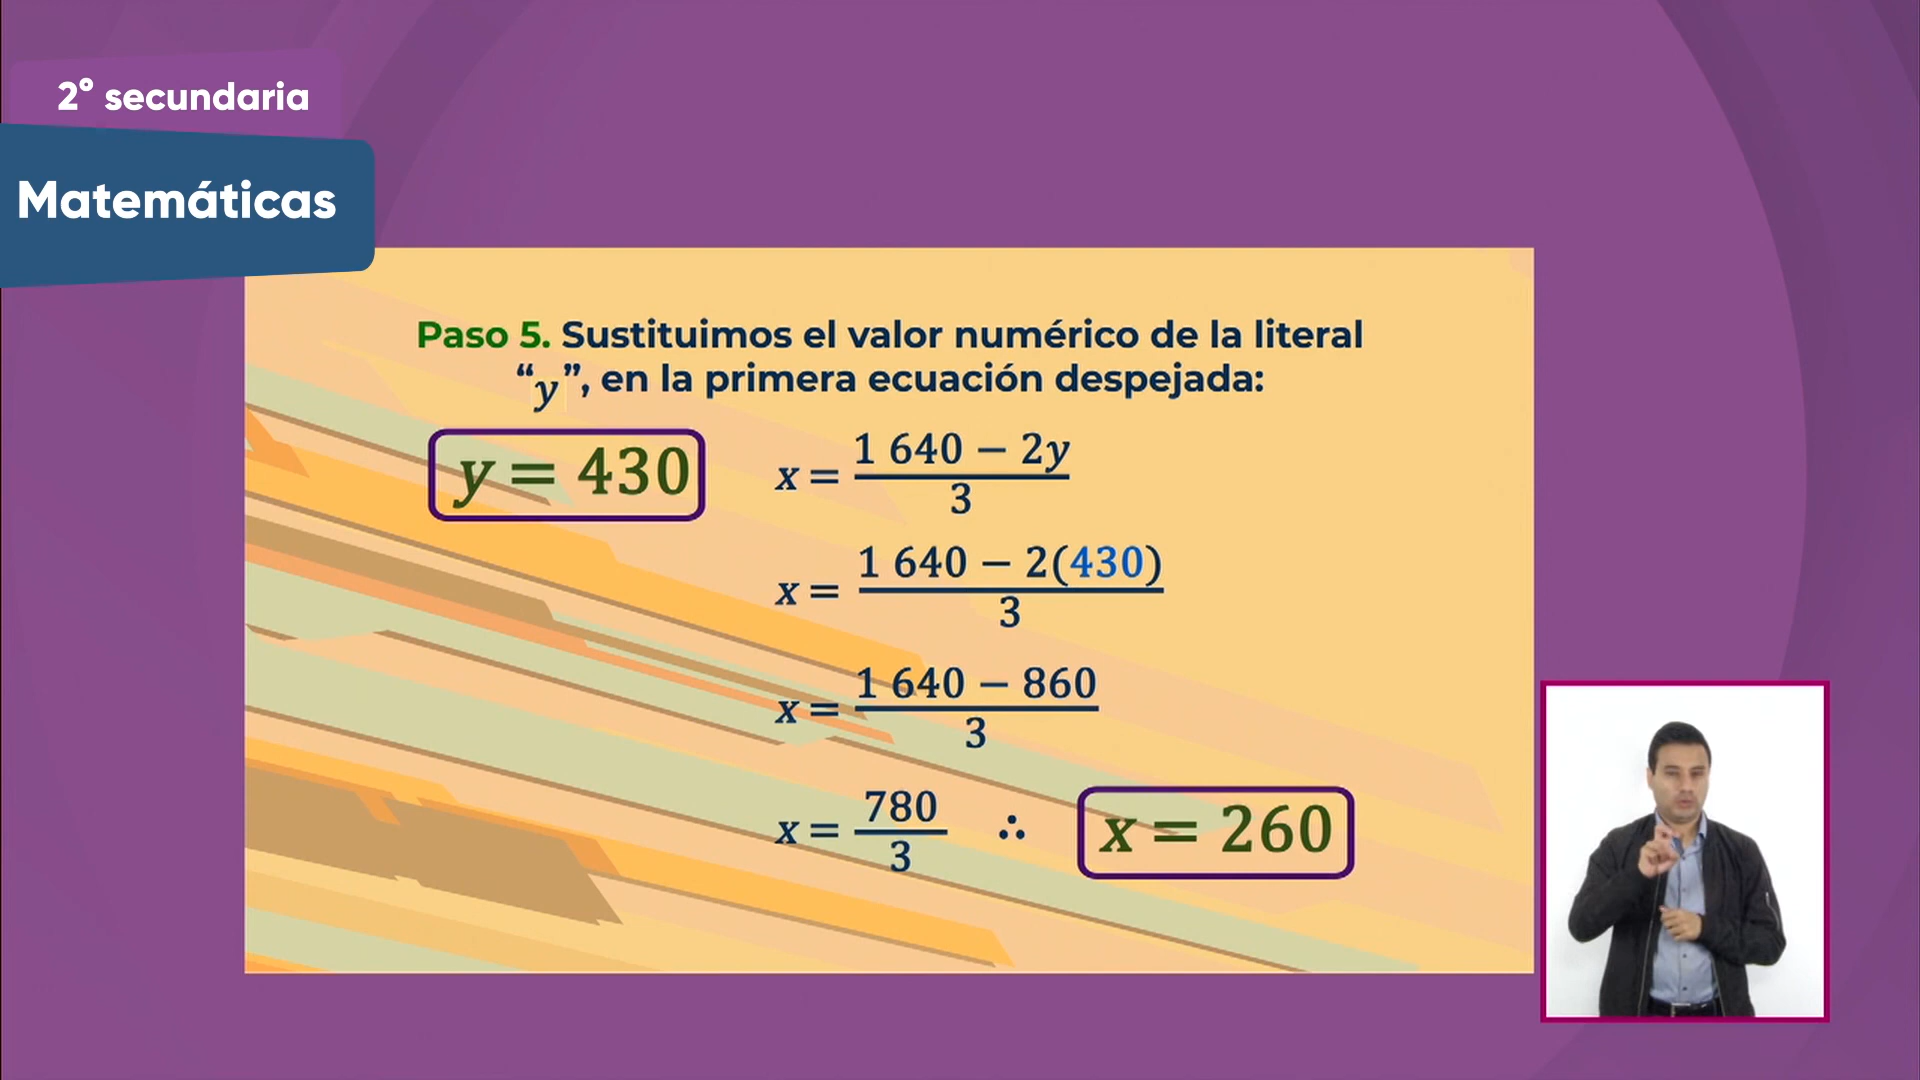 2° secundaria
Matemáticas
Paso 5. Sustituimos el valor numérico de la literal
“y”, en la primera ecuación despejada:
y = 430
x = (1 640 − 2y)/3
x = (1 640 − 2(430))/3
x = (1 640 − 860)/3
x = 780/3 ∴ x = 260